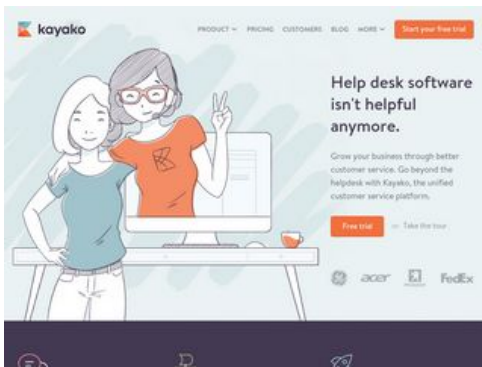 kayako
PRODUCT PRICING CUSTOMERS BLOG MORE Start your free trial
Help desk software
isn't helpful
anymore.
Grow your business through better
customer service. Go beyond the
helpdesk with Kayako, the unified
customer service platform.
Free trial or Take the tour
acer FedEx